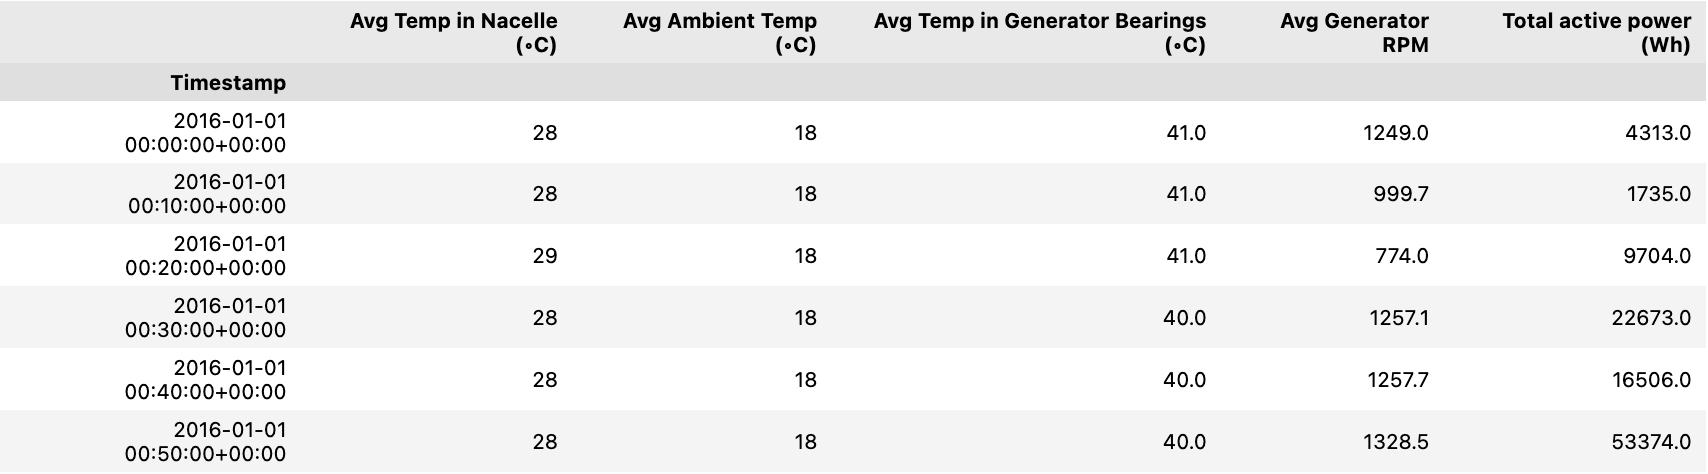 Avg Temp in Nacelle Avg Ambient Temp Avg Temp in Generator Bearings Avg Generator Total active power
(∘C) (∘C) (∘C) RPM (Wh)
Timestamp
2016-01-01
00:00:00+00:00 28 18 41.0 1249.0 4313.0
2016-01-01
00:10:00+00:00 28 18 41.0 999.7 1735.0
2016-01-01
00:20:00+00:00 29 18 41.0 774.0 9704.0
2016-01-01
00:30:00+00:00 28 18 40.0 1257.1 22673.0
2016-01-01
00:40:00+00:00 28 18 40.0 1257.7 16506.0
2016-01-01
00:50:00+00:00 28 18 40.0 1328.5 53374.0